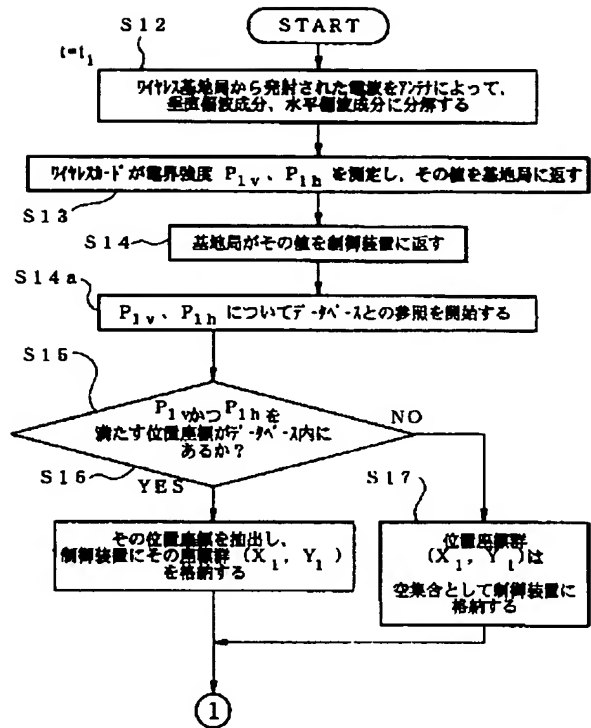 START
S12
t=t1
ワイヤレス基地局から発射された電波をアンテナによって、
垂直偏波成分、水平偏波成分に分解する
ワイヤレスカードが電界強度 P1v、P1h を測定し、その値を基地局に返す
S13
S14
基地局がその値を制御装置に返す
S14a
P1v、P1h についてデータベースとの参照を開始する
S15
P1vかつP1hを
満たす位置座標がデータベース内に
あるか?
NO
S16
YES
S17
その位置座標を抽出し、
制御装置にその座標群(X1, Y1)
を格納する
位置座標群
(X1, Y1)は
空集合として制御装置に
格納する
1